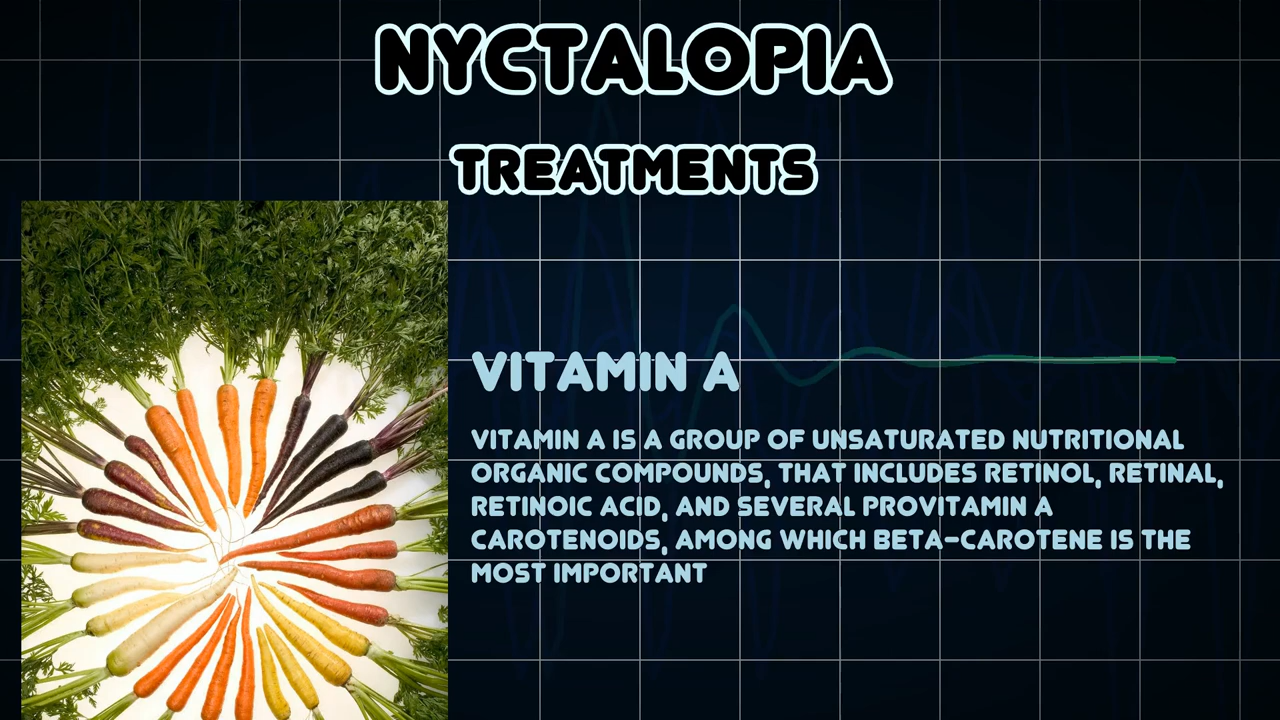 NYCTALOPIA
TREATMENTS
VITAMIN A
VITAMIN A IS A GROUP OF UNSATURATED NUTRITIONAL
ORGANIC COMPOUNDS, THAT INCLUDES RETINOL, RETINAL,
RETINOIC ACID, AND SEVERAL PROVITAMIN A
CAROTENOIDS, AMONG WHICH BETA-CAROTENE IS THE
MOST IMPORTANT